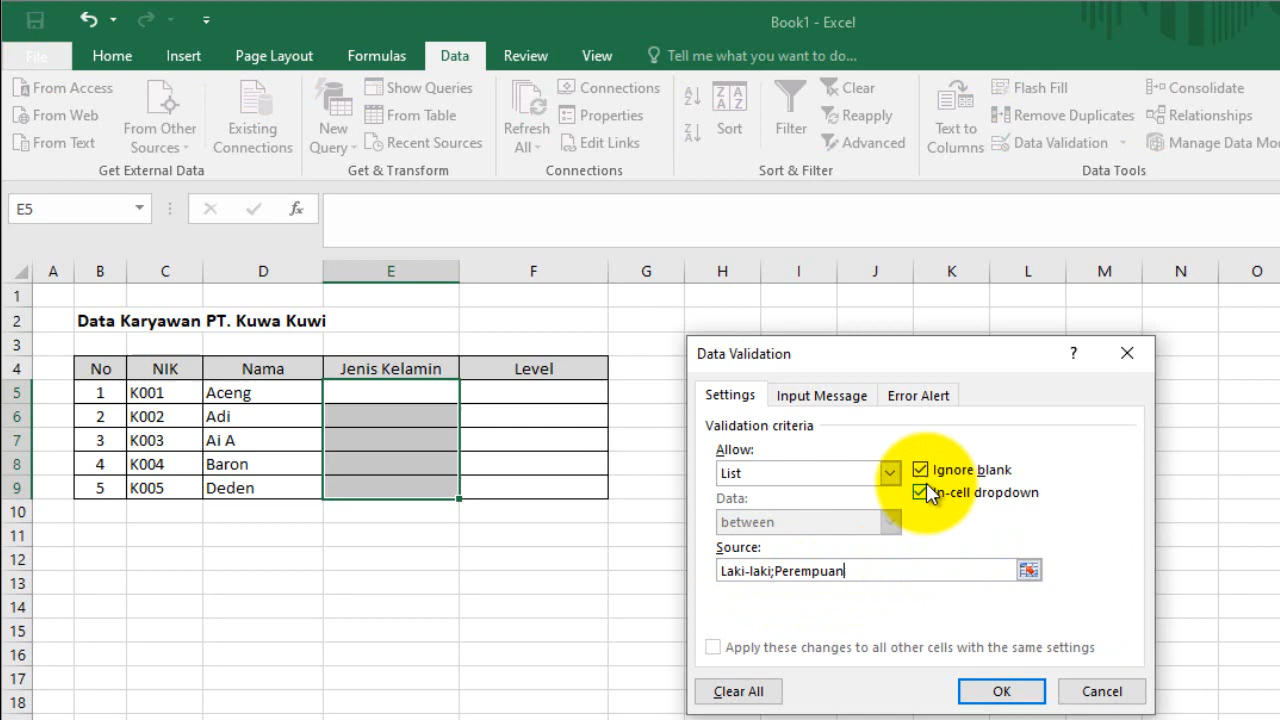 Book1 - Excel
File Home Insert Page Layout Formulas Data Review View Tell me what you want to do...
From Access
From Web
From Text
From Other Sources
Existing Connections
Get External Data
New Query
Show Queries
From Table
Recent Sources
Get & Transform
Refresh All
Connections
Properties
Edit Links
Connections
Sort
Filter
Clear
Reapply
Advanced
Sort & Filter
Text to Columns
Flash Fill
Remove Duplicates
Data Validation
Consolidate
Relationships
Manage Data Mo
Data Tools
E5 fx
A B C D E F G H I J K L M N O
1
2 Data Karyawan PT. Kuwa Kuwi
3
4 No NIK Nama Jenis Kelamin Level
5 1 K001 Aceng
6 2 K002 Adi
7 3 K003 Ai A
8 4 K004 Baron
9 5 K005 Deden
10
11
12
13
14
15
16
17
18
Data Validation ?
Settings Input Message Error Alert
Validation criteria
Allow:
List
Ignore blank
In-cell dropdown
Data:
between
Source:
Laki-laki;Perempuan
Apply these changes to all other cells with the same settings
Clear All OK Cancel